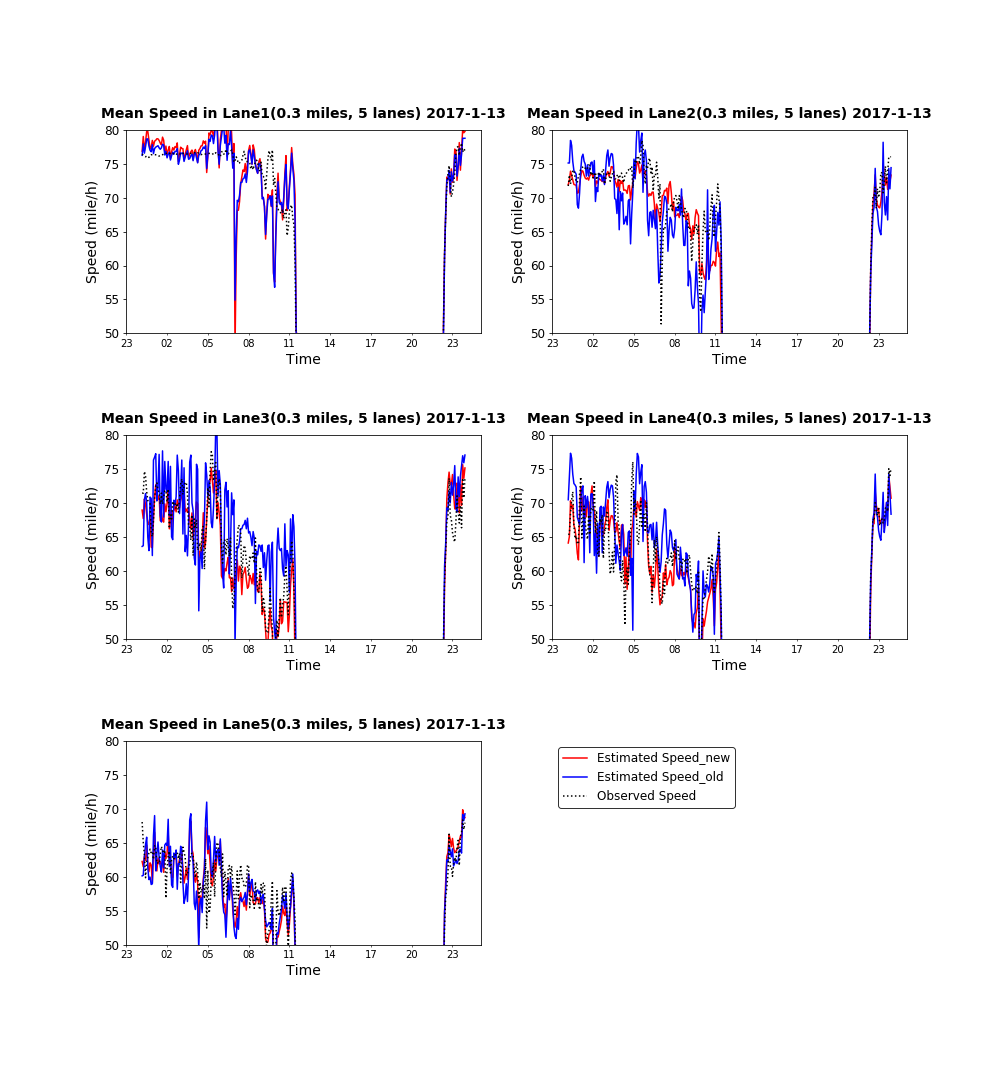 Mean Speed in Lane1(0.3 miles, 5 lanes) 2017-1-13
80
75
70
65
60
55
50
Speed (mile/h)
23 02 05 08 11 14 17 20 23
Time
Mean Speed in Lane2(0.3 miles, 5 lanes) 2017-1-13
80
75
70
65
60
55
50
Speed (mile/h)
23 02 05 08 11 14 17 20 23
Time
Mean Speed in Lane3(0.3 miles, 5 lanes) 2017-1-13
80
75
70
65
60
55
50
Speed (mile/h)
23 02 05 08 11 14 17 20 23
Time
Mean Speed in Lane4(0.3 miles, 5 lanes) 2017-1-13
80
75
70
65
60
55
50
Speed (mile/h)
23 02 05 08 11 14 17 20 23
Time
Mean Speed in Lane5(0.3 miles, 5 lanes) 2017-1-13
80
75
70
65
60
55
50
Speed (mile/h)
23 02 05 08 11 14 17 20 23
Time
Estimated Speed_new
Estimated Speed_old
Observed Speed